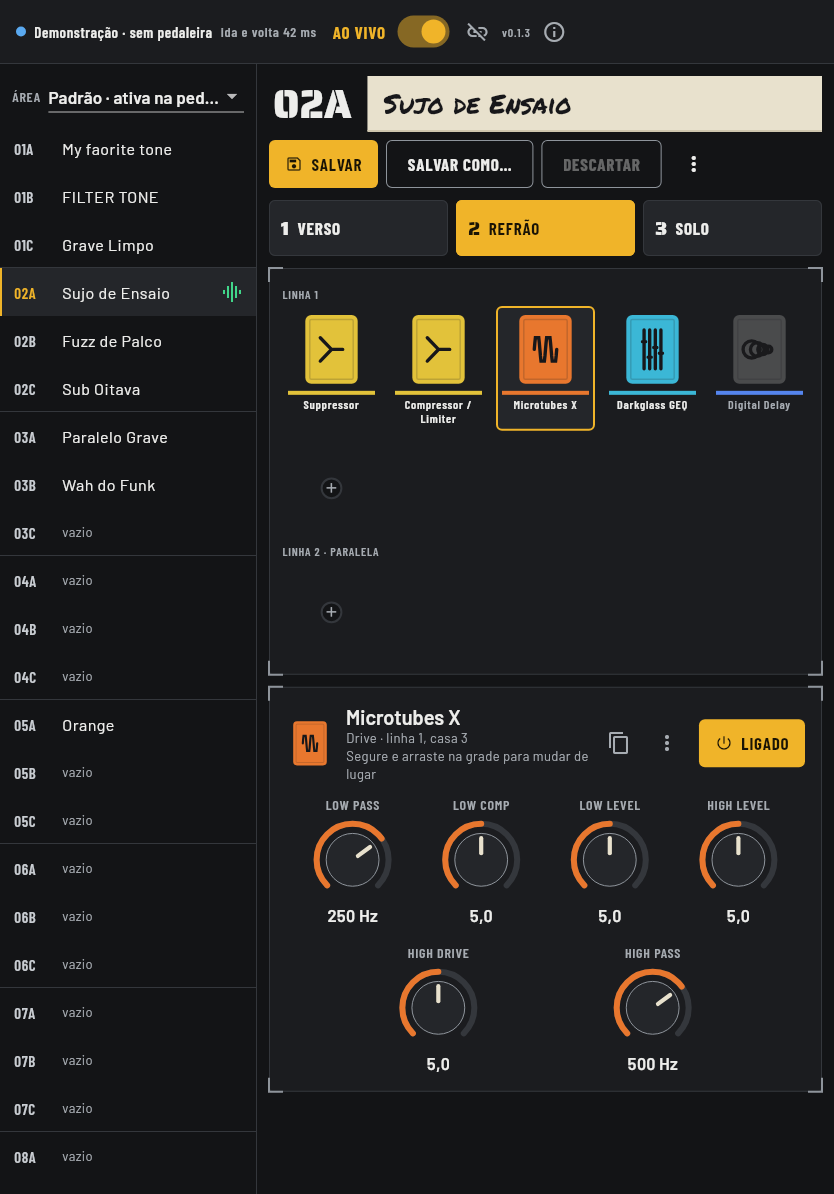 Demonstração · sem pedaleira Ida e volta 42 ms AO VIVO v0.1.3
ÁREA Padrão · ativa na ped...
01A My faorite tone
01B FILTER TONE
01C Grave Limpo
02A Sujo de Ensaio
02B Fuzz de Palco
02C Sub Oitava
03A Paralelo Grave
03B Wah do Funk
03C vazio
04A vazio
04B vazio
04C vazio
05A Orange
05B vazio
05C vazio
06A vazio
06B vazio
06C vazio
07A vazio
07B vazio
07C vazio
08A vazio
02A Sujo de Ensaio
SALVAR SALVAR COMO... DESCARTAR
1 VERSO 2 REFRÃO 3 SOLO
LINHA 1
Suppressor
Compressor /
Limiter
Microtubes X
Darkglass GEQ
Digital Delay
LINHA 2 · PARALELA
Microtubes X
Drive · linha 1, casa 3
Segure e arraste na grade para mudar de
lugar
LIGADO
LOW PASS LOW COMP LOW LEVEL HIGH LEVEL
250 Hz 5,0 5,0 5,0
HIGH DRIVE HIGH PASS
5,0 500 Hz